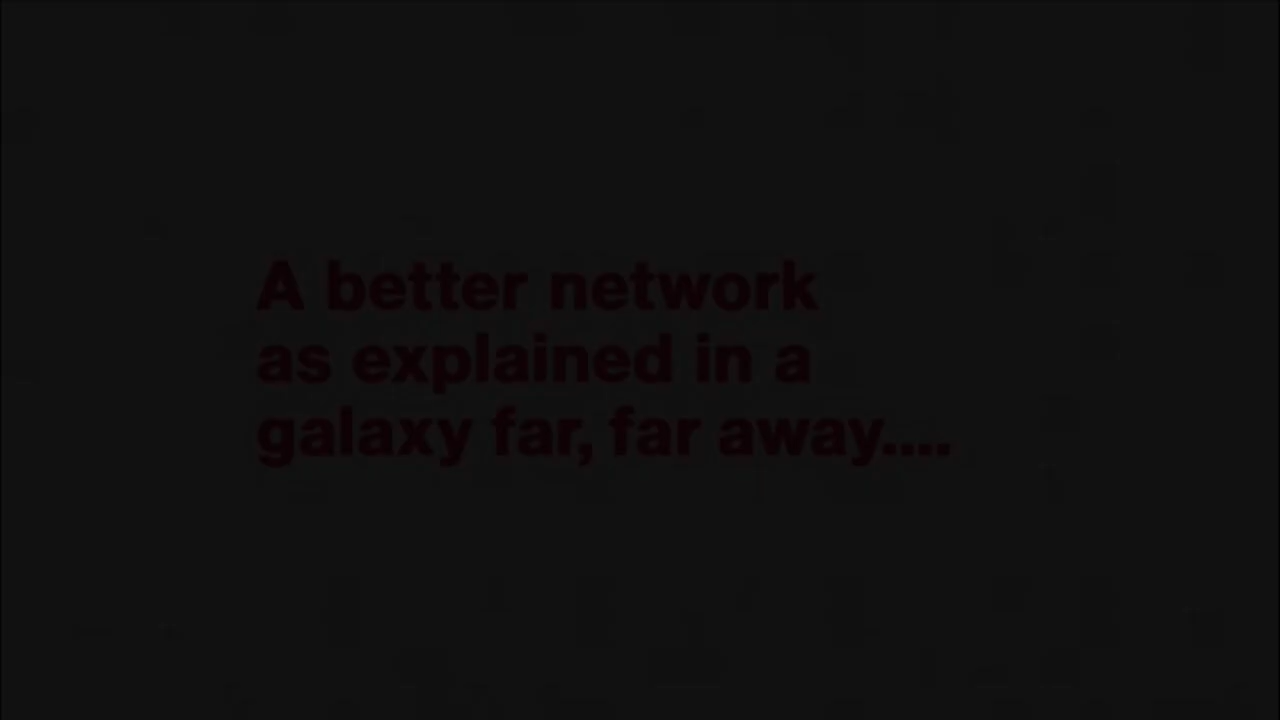 A better network
as explained in a
galaxy far, far away....